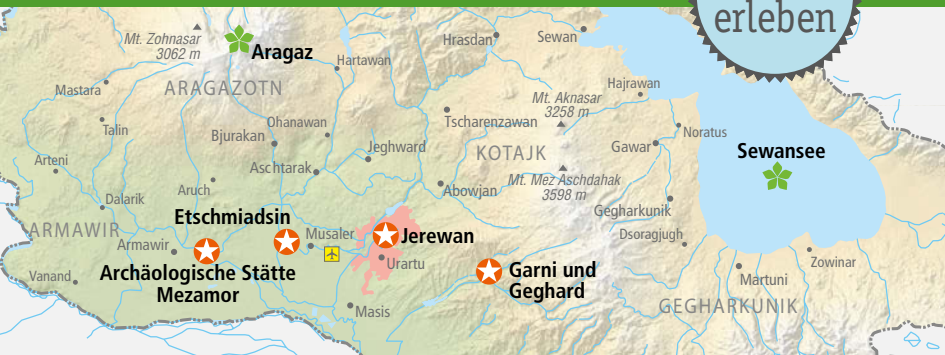 erleben
Mt. Zohnasar
3062 m
Aragaz
Hrasdan
Sewan
Hartawan
Mastara
ARAGAZOTN
Hajrawan
Mt. Aknasar
3258 m
Talin
Ohanawan
Bjurakan
Tscharenzawan
Noratus
Arteni
Aschtarak
Jeghward
KOTAJK
Gawar
Sewansee
Dalarik
Aruch
Abowjan
Mt. Mez Aschdahak
3598 m
Etschmiadsin
Geghark­unik
ARMAWIR
Armawir
Musaler
Jerewan
Dsoragjugh
Vanand
Archäologische Stätte
Mezamor
Urartu
Garni und
Geghard
Zowinar
Martuni
Masis
GEGHARKUNIK